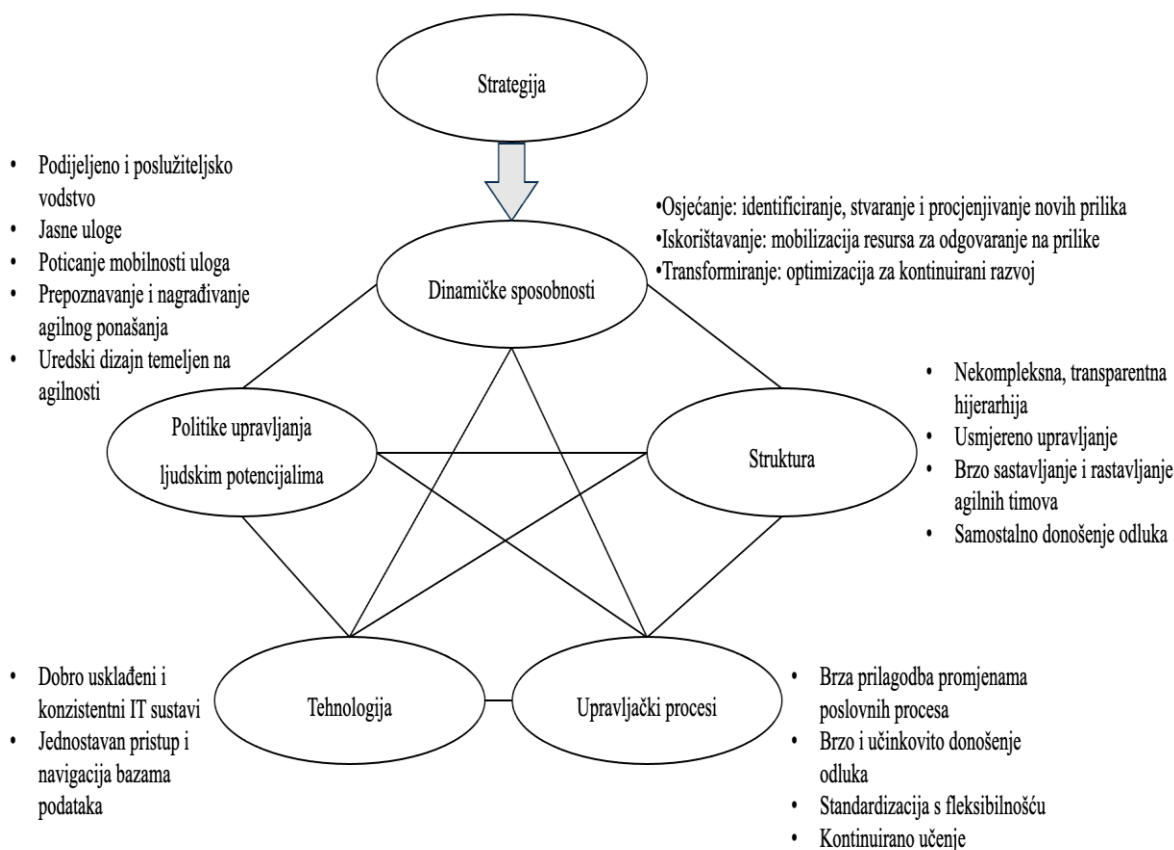 Strategija
• Podijeljeno i poslužiteljsko
vodstvo
• Jasne uloge
• Poticanje mobilnosti uloga
• Prepoznavanje i nagrađivanje
agilnog ponašanja
• Uredski dizajn temeljen na
agilnosti
•Osjećanje: identificiranje, stvaranje i procjenjivanje novih prilika
•Iskorištavanje: mobilizacija resursa za odgovaranje na prilike
•Transformiranje: optimizacija za kontinuirani razvoj
Dinamičke sposobnosti
Politike upravljanja
ljudskim potencijalima
Struktura
• Nekompleksna, transparentna
hijerarhija
• Usmjereno upravljanje
• Brzo sastavljanje i rastavljanje
agilnih timova
• Samostalno donošenje odluka
• Dobro usklađeni i
konzistentni IT sustavi
• Jednostavan pristup i
navigacija bazama
podataka
Tehnologija
Upravljački procesi
• Brza prilagodba promjenama
poslovnih procesa
• Brzo i učinkovito donošenje
odluka
• Standardizacija s fleksibilnošću
• Kontinuirano učenje